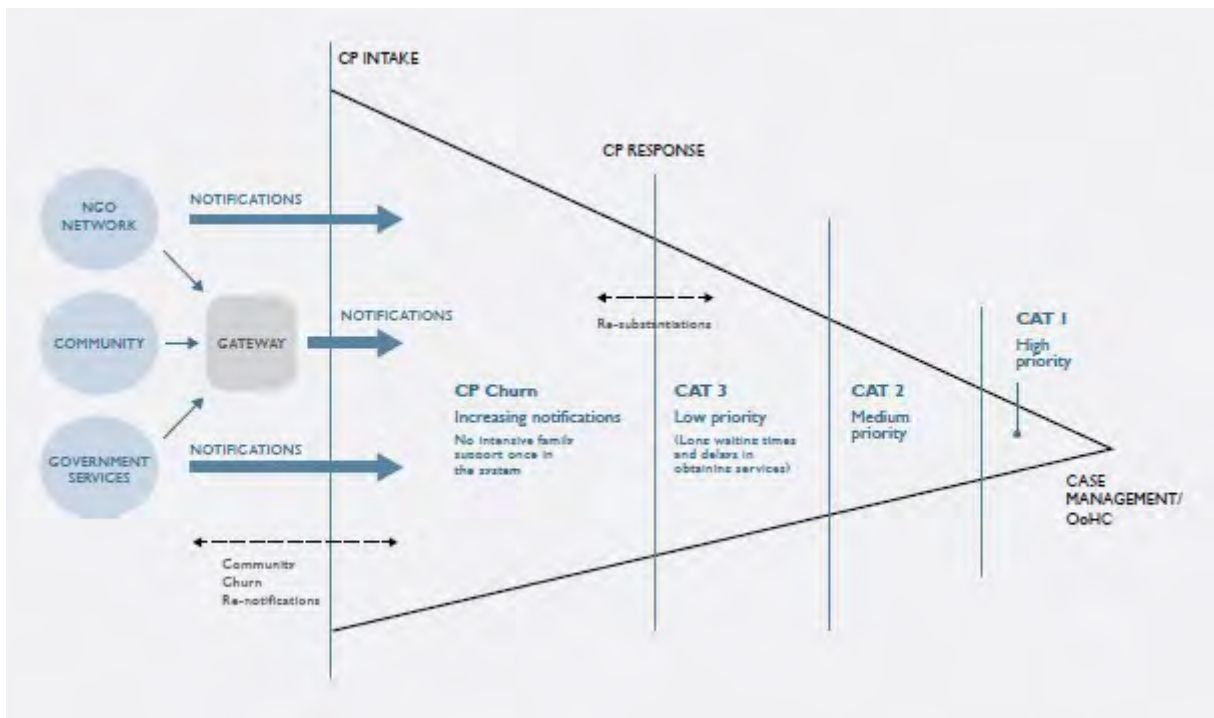 CP INTAKE
CP RESPONSE
NGO
NETWORK
NOTIFICATIONS
COMMUNITY
GATEWAY
NOTIFICATIONS
GOVERNMENT
SERVICES
NOTIFICATIONS
Community
Churn
Re-notifications
CP Churn
Increasing notifications
No intensive family
support once in
the system
Re-substantiations
CAT 3
Low priority
(Long waiting times
and delays in
obtaining services)
CAT 2
Medium
priority
CAT 1
High
priority
CASE
MANAGEMENT/
OoHC